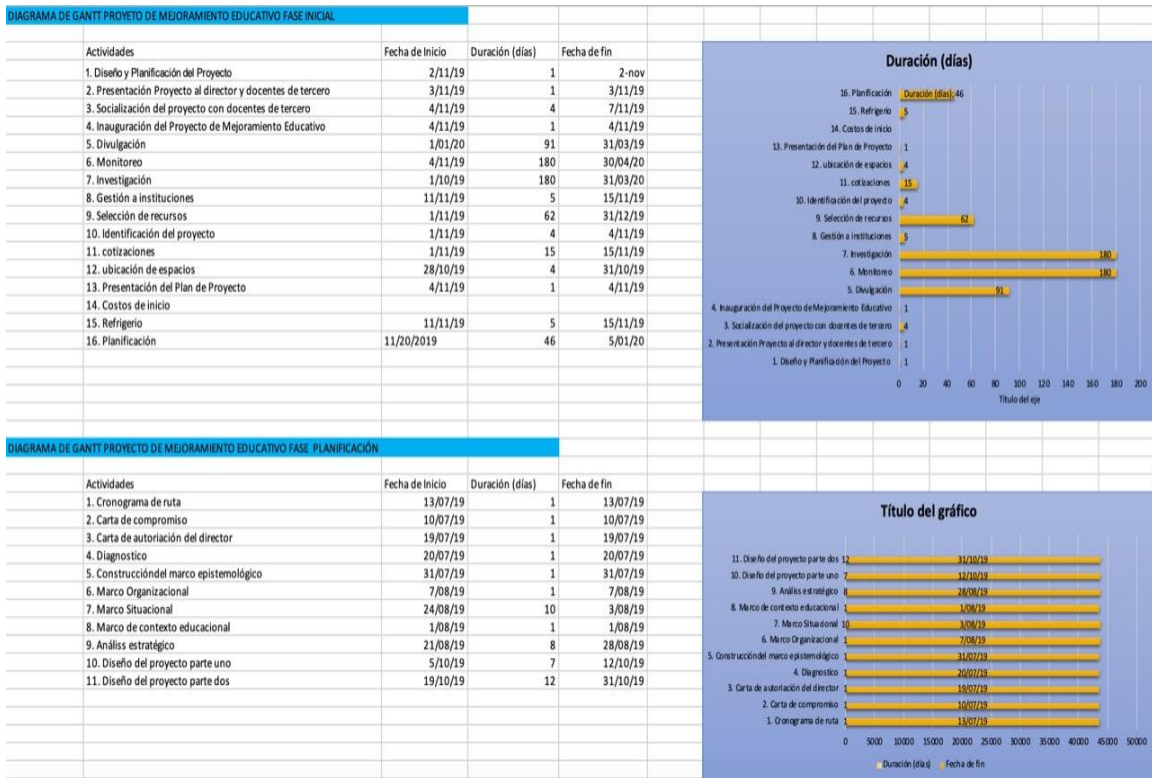 DIAGRAMA DE GANTT PROYETO DE MEJORAMIENTO EDUCATIVO FASE INICIAL
Actividades Fecha de Inicio Duración (días) Fecha de fin
1. Diseño y Planificación del Proyecto 2/11/19 1 2-nov
2. Presentación Proyecto al director y docentes de tercero 3/11/19 1 3/11/19
3. Socialización del proyecto con docentes de tercero 4/11/19 4 7/11/19
4. Inauguración del Proyecto de Mejoramiento Educativo 4/11/19 1 4/11/19
5. Divulgación 1/01/20 91 31/03/19
6. Monitoreo 4/11/19 180 30/04/20
7. Investigación 1/10/19 180 31/03/20
8. Gestión a instituciones 11/11/19 5 15/11/19
9. Selección de recursos 1/11/19 62 31/12/19
10. Identificación del proyecto 1/11/19 4 4/11/19
11. cotizaciones 1/11/19 15 15/11/19
12. ubicación de espacios 28/10/19 4 31/10/19
13. Presentación del Plan de Proyecto 4/11/19 1 4/11/19
14. Costos de inicio
15. Refrigerio 11/11/19 5 15/11/19
16. Planificación 11/20/2019 46 5/01/20
Duración (días)
16. Planificación Duración (días); 46
15. Refrigerio 5
14. Costos de inicio
13. Presentación del Plan de Proyecto 1
12. ubicación de espacios 4
11. cotizaciones 15
10. Identificación del proyecto 4
9. Selección de recursos 62
8. Gestión a instituciones 5
7. Investigación 180
6. Monitoreo 180
5. Divulgación 91
4. Inauguración del Proyecto de Mejoramiento Educativo 1
3. Socialización del proyecto con docentes de tercero 4
2. Presentación Proyecto al director y docentes de tercero 1
1. Diseño y Planificación del Proyecto 1
0 20 40 60 80 100 120 140 160 180 200
Título del eje
DIAGRAMA DE GANTT PROYECTO DE MEJORAMIENTO EDUCATIVO FASE PLANIFICACIÓN
Actividades Fecha de Inicio Duración (días) Fecha de fin
1. Cronograma de ruta 13/07/19 1 13/07/19
2. Carta de compromiso 10/07/19 1 10/07/19
3. Carta de autoriación del director 19/07/19 1 19/07/19
4. Diagnostico 20/07/19 1 20/07/19
5. Construccióndel marco epistemológico 31/07/19 1 31/07/19
6. Marco Organizacional 7/08/19 1 7/08/19
7. Marco Situacional 24/08/19 10 3/08/19
8. Marco de contexto educacional 1/08/19 1 1/08/19
9. Análiss estratégico 21/08/19 8 28/08/19
10. Diseño del proyecto parte uno 5/10/19 7 12/10/19
11. Diseño del proyecto parte dos 19/10/19 12 31/10/19
Título del gráfico
11. Diseño del proyecto parte dos 12 31/10/19
10. Diseño del proyecto parte uno 7 12/10/19
9. Análiss estratégico 8 28/08/19
8. Marco de contexto educacional 1 1/08/19
7. Marco Situacional 10 3/08/19
6. Marco Organizacional 1 7/08/19
5. Construccióndel marco epistemológico 1 31/07/19
4. Diagnostico 1 20/07/19
3. Carta de autoriación del director 1 19/07/19
2. Carta de compromiso 1 10/07/19
1. Cronograma de ruta 1 13/07/19
0 5000 10000 15000 20000 25000 30000 35000 40000 45000 50000
Duración (días) Fecha de fin